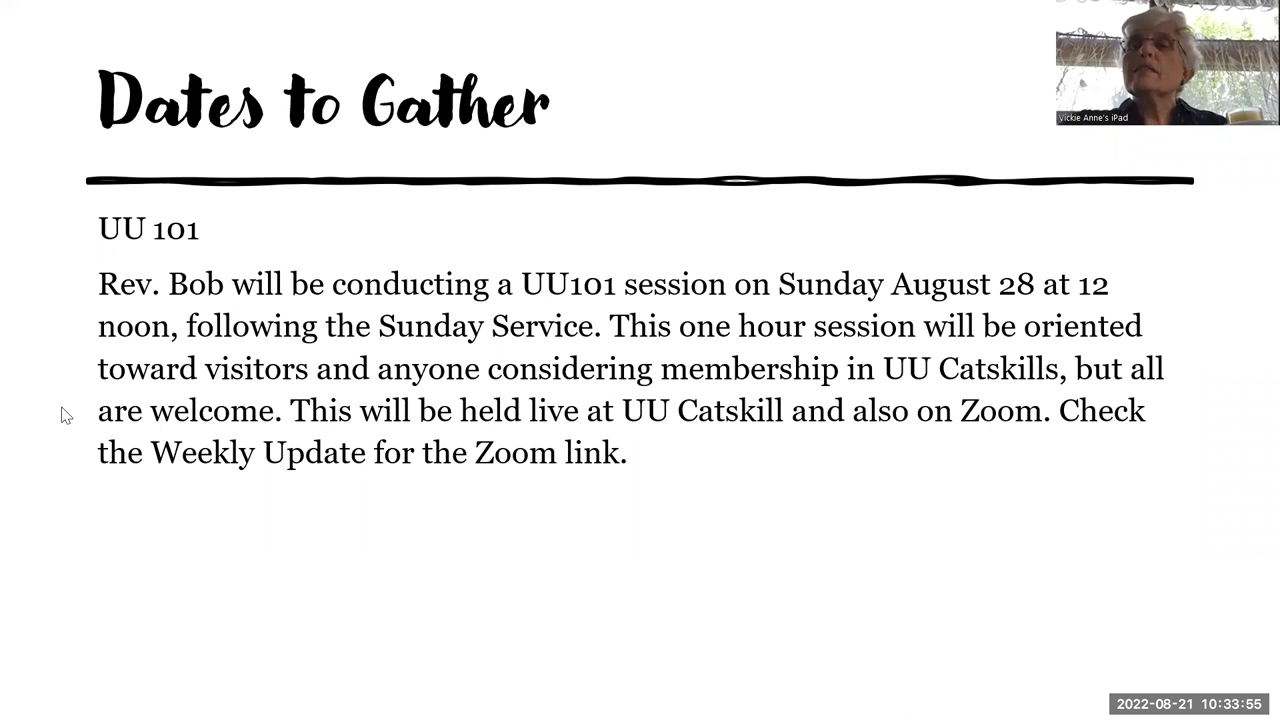 Dates to Gather
Vickie Anne's iPad
UU 101
Rev. Bob will be conducting a UU101 session on Sunday August 28 at 12
noon, following the Sunday Service. This one hour session will be oriented
toward visitors and anyone considering membership in UU Catskills, but all
are welcome. This will be held live at UU Catskill and also on Zoom. Check
the Weekly Update for the Zoom link.
2022-08-21 10:33:55